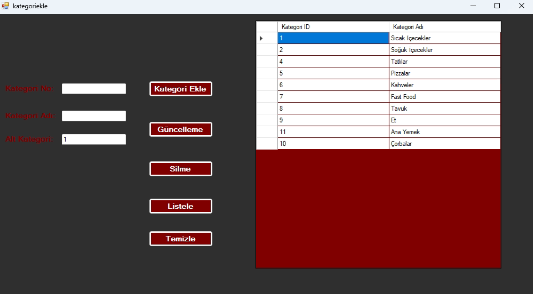 kategoriekle
Kategori No:
Kategori Adı:
Alt Kategori:
1
Kategori Ekle
Güncelleme
Silme
Listele
Temizle
Kategori ID Kategori Adı
1 Sıcak İçecekler
2 Soğuk İçecekler
4 Tatlılar
5 Pizzalar
6 Kahveler
7 Fast Food
8 Tavuk
9 Et
11 Ana Yemek
10 Çorbalar